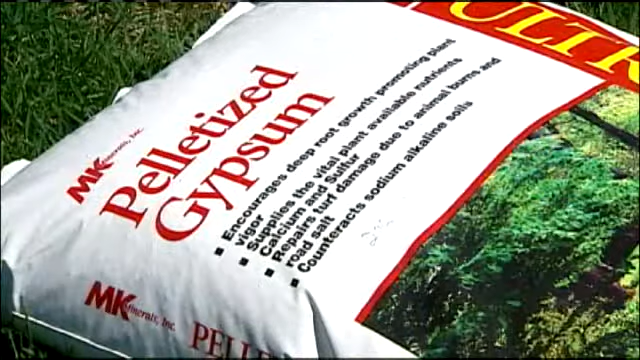 ULTR
MK Minerals, Inc.
Pelletized
Gypsum
■ Encourages deep root growth promoting plant
vigor
■ Supplies the vital plant available nutrients
Calcium and Sulfur
■ Repairs turf damage due to animal burns and
road salt
■ Counteracts sodium alkaline soils
MK Minerals, Inc.
PELL